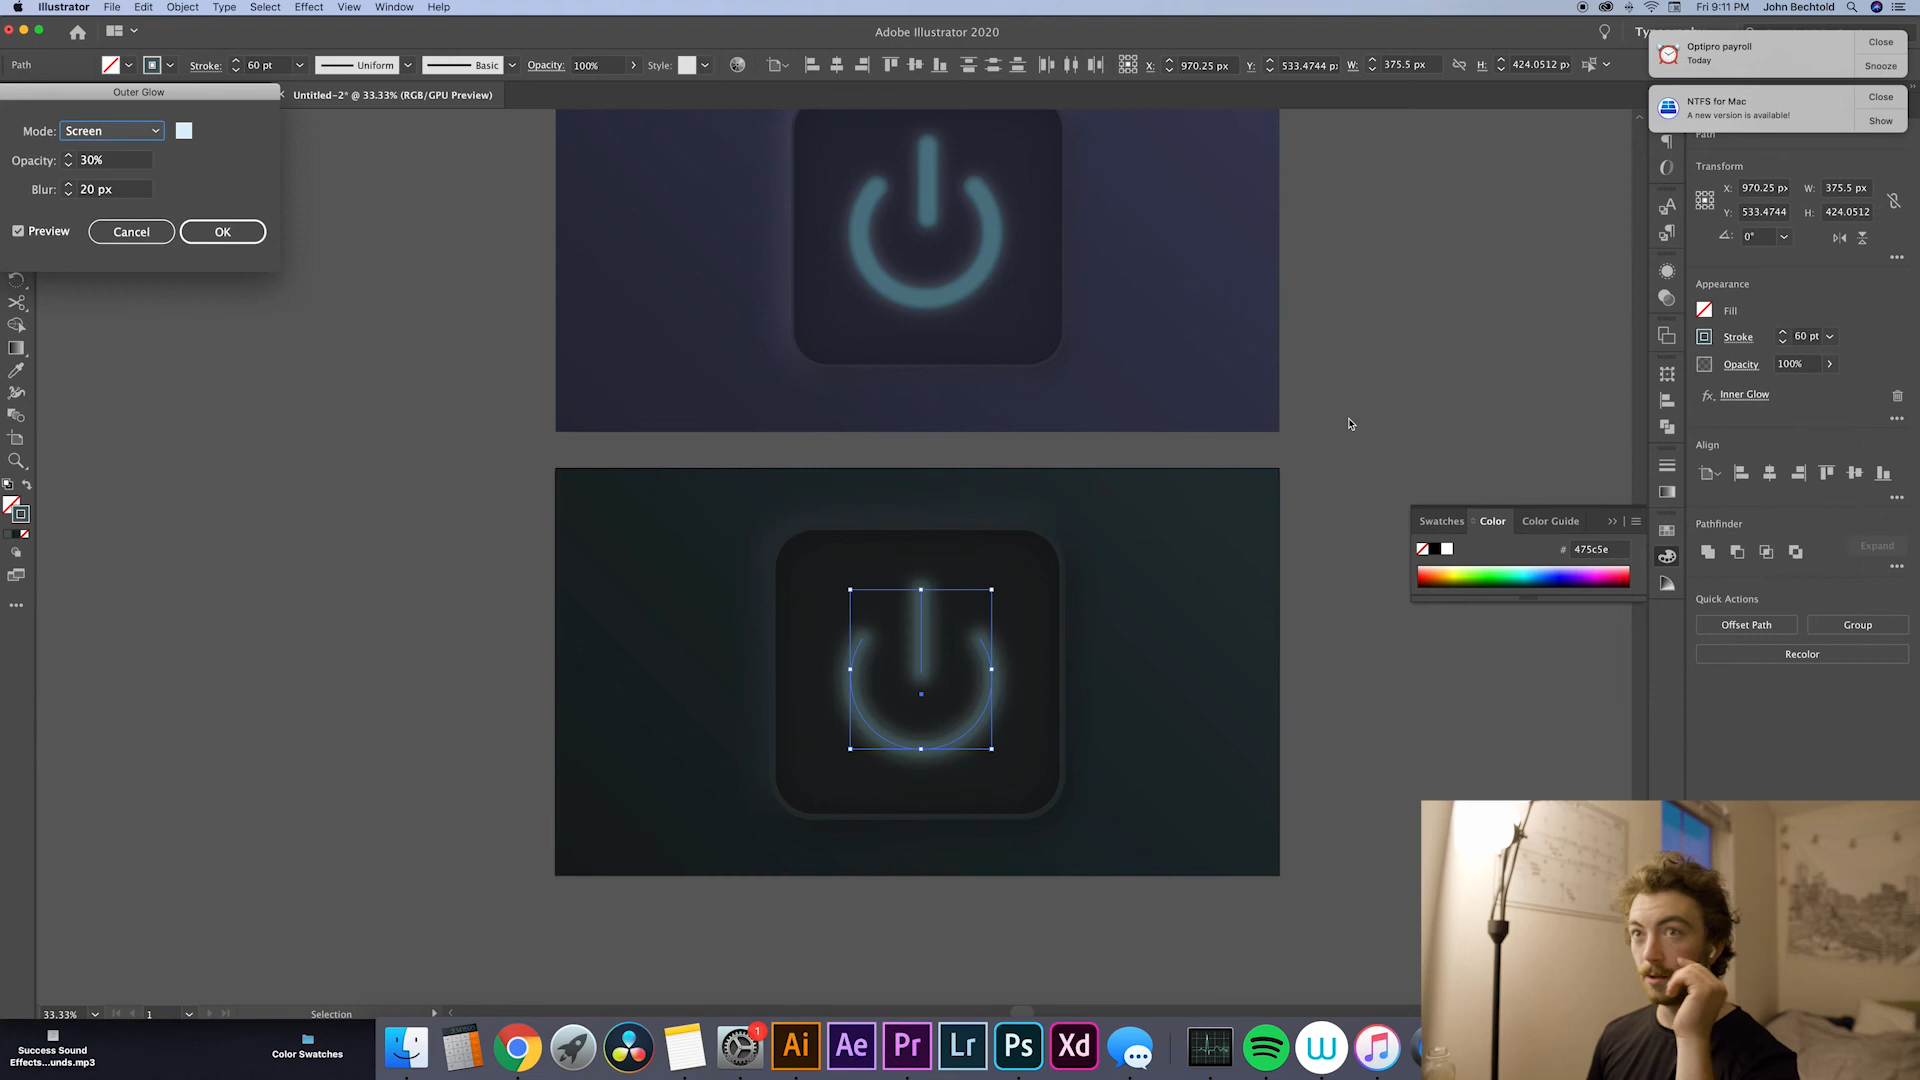 Illustrator File Edit Object Type Select Effect View Window Help
Fri 9:11 PM John Bechtold
Adobe Illustrator 2020
Path Stroke: 60 pt Uniform Basic Opacity: 100% Style: X: 970.25 px Y: 533.4744 p: W: 375.5 px H: 424.0512 p
Optipro payroll
Today
Close
Snooze
NTFS for Mac
A new version is available!
Close
Show
Outer Glow
Untitled-2* @ 33.33% (RGB/GPU Preview)
Mode: Screen
Opacity: 30%
Blur: 20 px
Preview Cancel OK
Path
Transform
X: 970.25 px W: 375.5 px
Y: 533.4744 H: 424.0512
0°
Appearance
Fill
Stroke 60 pt
Opacity 100%
fx Inner Glow
Align
Swatches Color Color Guide
# 475c5e
Pathfinder
Expand
Quick Actions
Offset Path Group
Recolor
33.33% 1 Selection
Success Sound
Effects...unds.mp3
Color Swatches
1
Ai Ae Pr Lr Ps Xd